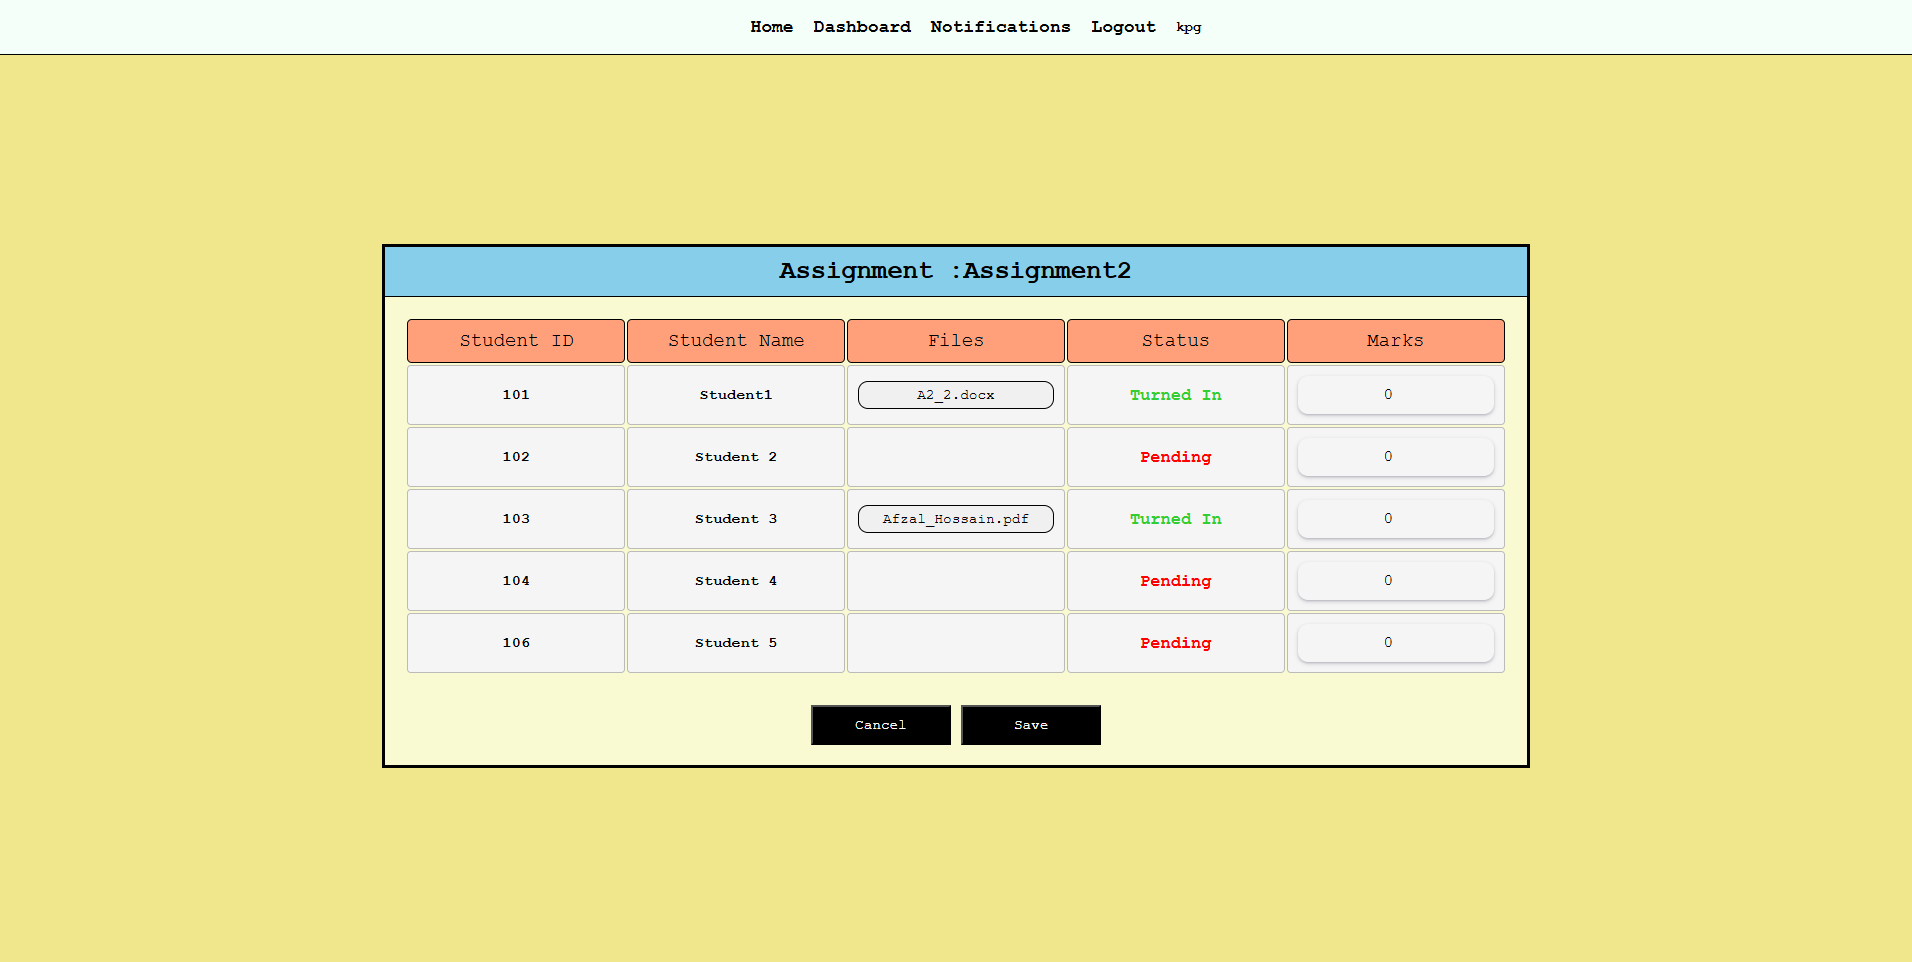 Home Dashboard Notifications Logout kpg
Assignment :Assignment2
Student ID Student Name Files Status Marks
101 Student1 A2_2.docx Turned In 0
102 Student 2 Pending 0
103 Student 3 Afzal_Hossain.pdf Turned In 0
104 Student 4 Pending 0
106 Student 5 Pending 0
Cancel Save